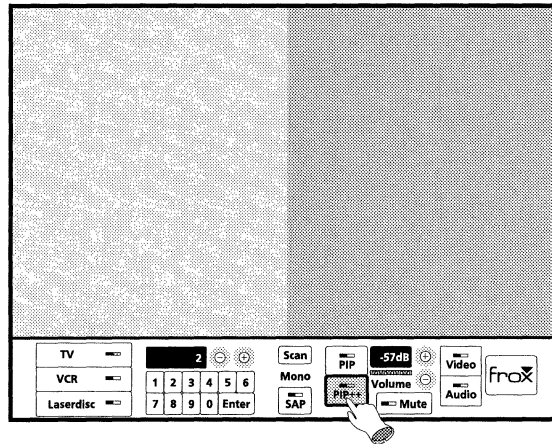 TV
VCR
Laserdisc
2
1 2 3 4 5 6
7 8 9 0 Enter
Scan
Mono
SAP
PIP
PIP++
-57dB
Volume
Mute
Video
Audio
frox